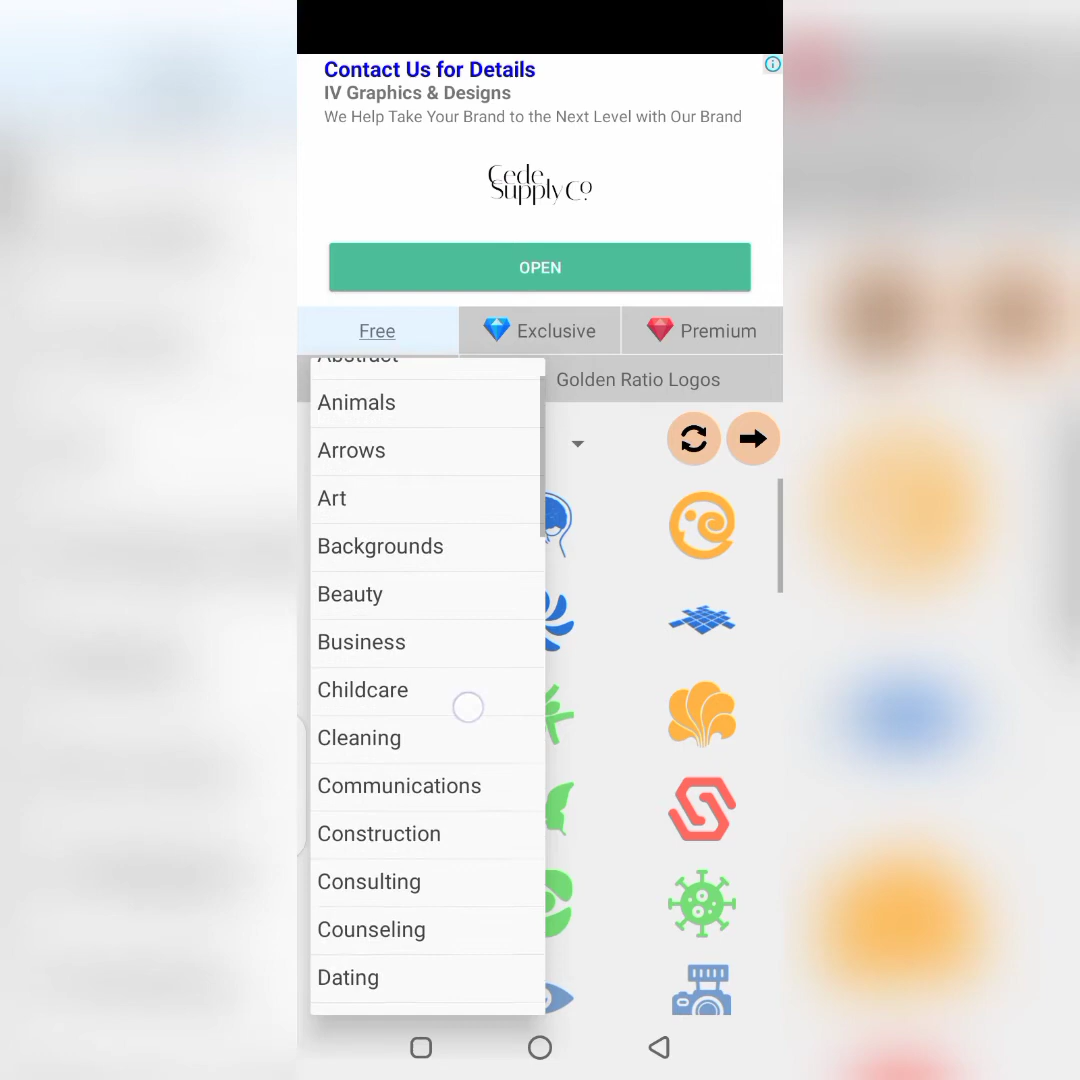 Contact Us for Details
IV Graphics & Designs
We Help Take Your Brand to the Next Level with Our Brand
Cede
Supply Co.
OPEN
Free
Exclusive
Premium
Golden Ratio Logos
Abstract
Animals
Arrows
Art
Backgrounds
Beauty
Business
Childcare
Cleaning
Communications
Construction
Consulting
Counseling
Dating